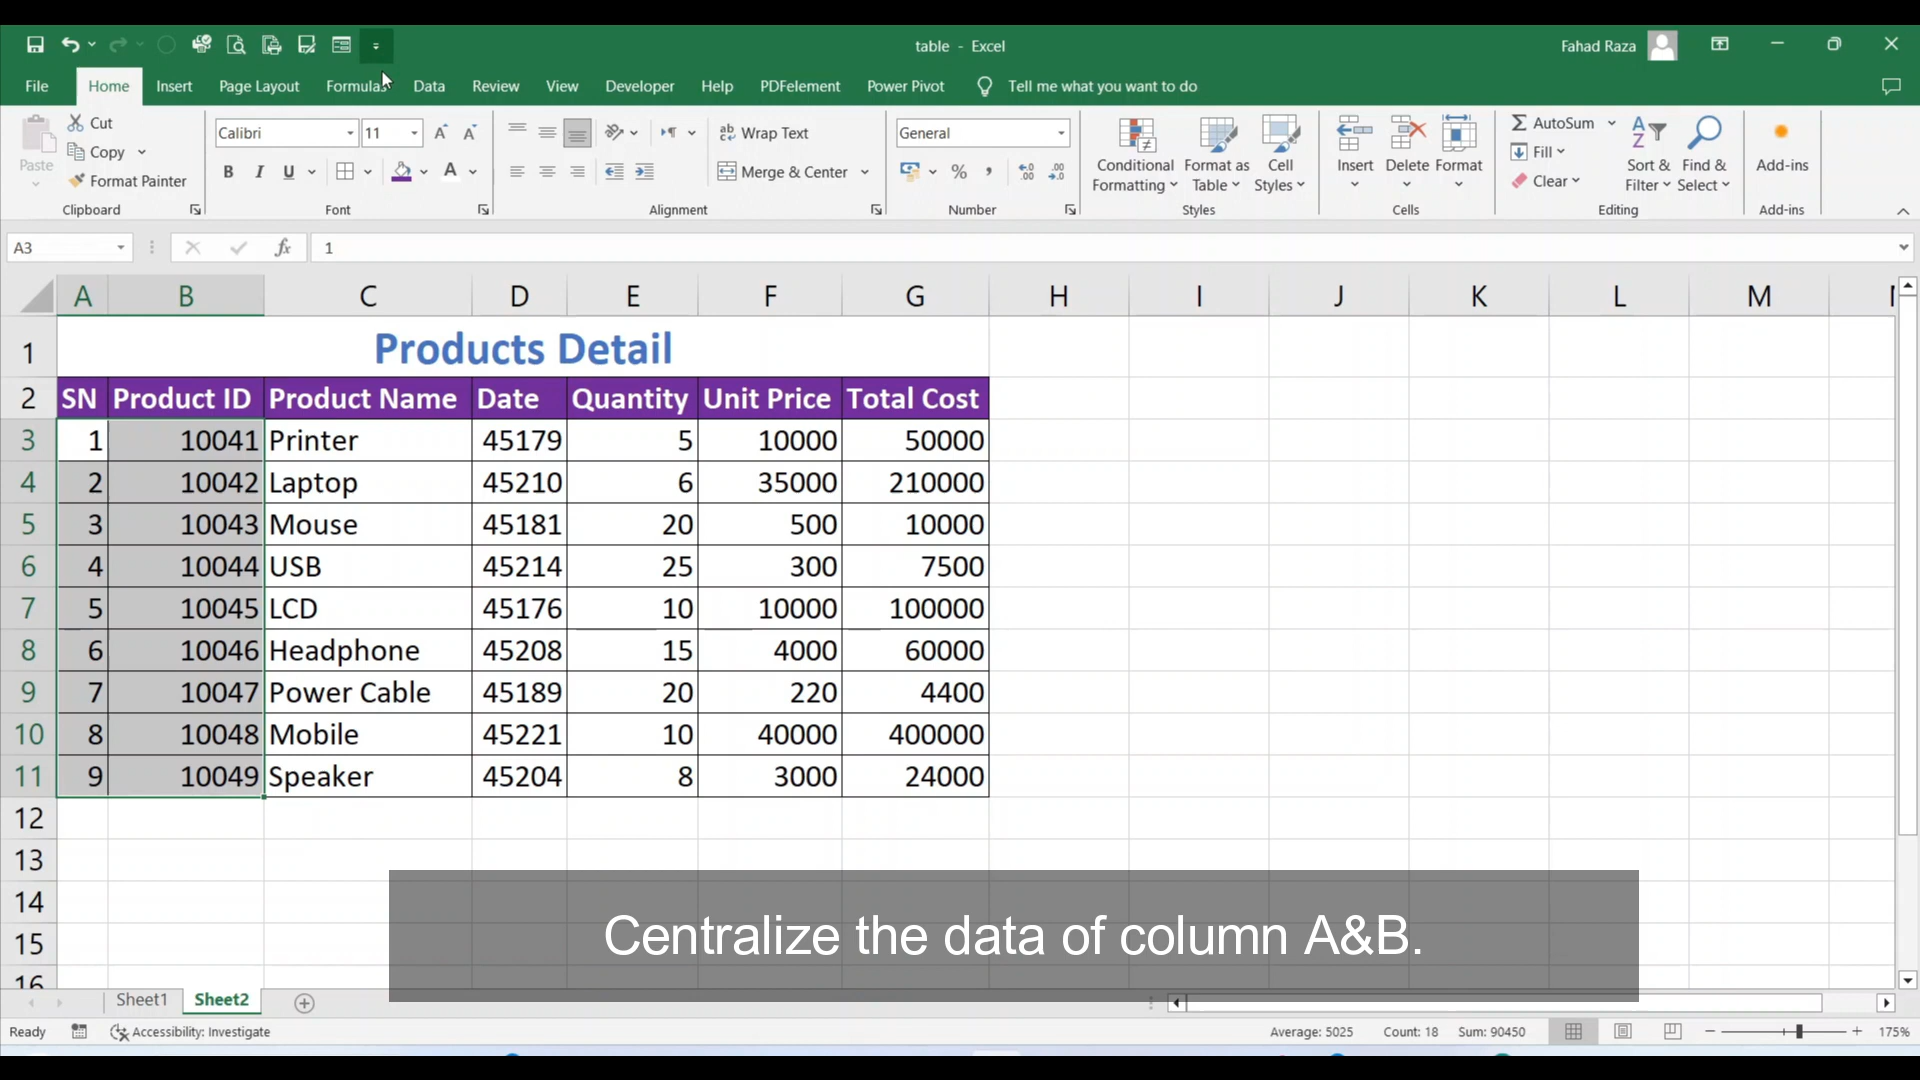 table - Excel
Fahad Raza
File Home Insert Page Layout Formulas Data Review View Developer Help PDFelement Power Pivot Tell me what you want to do
Paste
Cut
Copy
Format Painter
Clipboard
Calibri 11
B I U A
Font
Wrap Text
Merge & Center
Alignment
General
% ,
Number
Conditional Formatting
Format as Table
Cell Styles
Styles
Insert Delete Format
Cells
AutoSum
Fill
Clear
Sort & Filter
Find & Select
Editing
Add-ins
Add-ins
A3 fx 1
A B C D E F G H I J K L M
1 Products Detail
2 SN Product ID Product Name Date Quantity Unit Price Total Cost
3 1 10041 Printer 45179 5 10000 50000
4 2 10042 Laptop 45210 6 35000 210000
5 3 10043 Mouse 45181 20 500 10000
6 4 10044 USB 45214 25 300 7500
7 5 10045 LCD 45176 10 10000 100000
8 6 10046 Headphone 45208 15 4000 60000
9 7 10047 Power Cable 45189 20 220 4400
10 8 10048 Mobile 45221 10 40000 400000
11 9 10049 Speaker 45204 8 3000 24000
12
13
14
15
16
Centralize the data of column A&B.
Sheet1 Sheet2
Ready Accessibility: Investigate Average: 5025 Count: 18 Sum: 90450 175%